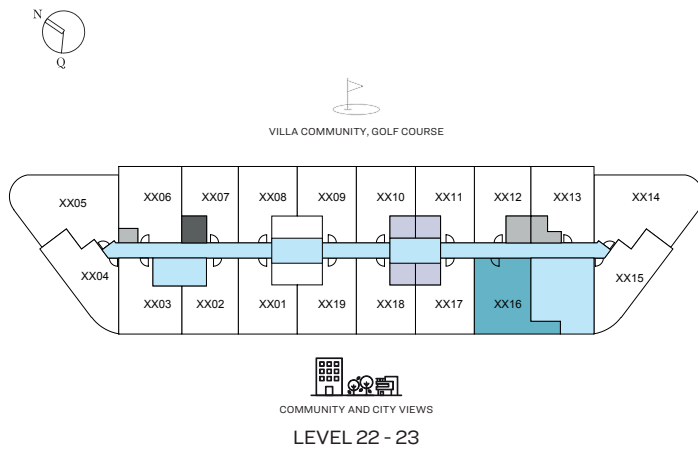 N
Q
VILLA COMMUNITY, GOLF COURSE
XX05
XX06
XX07
XX08
XX09
XX10
XX11
XX12
XX13
XX14
XX04
XX03
XX02
XX01
XX19
XX18
XX17
XX16
XX15
COMMUNITY AND CITY VIEWS
LEVEL 22 - 23